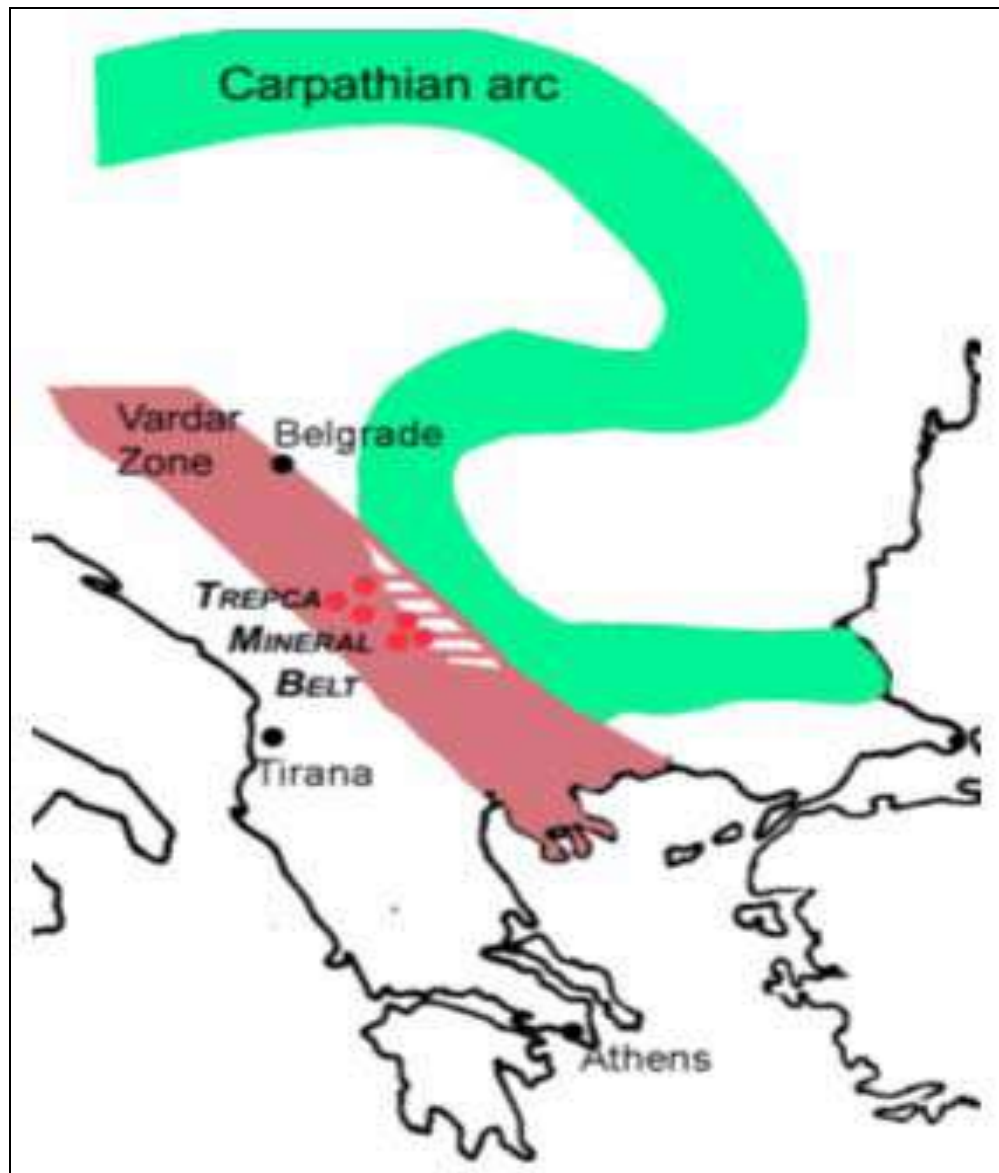 Carpathian arc
Vardar
Zone
Belgrade
TREPCA
MINERAL
BELT
Tirana
Athens